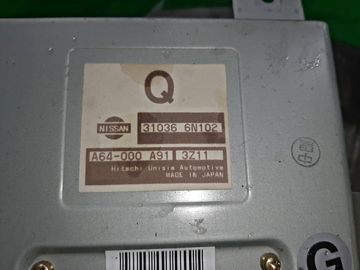 Q
NISSAN 31036 6N102
A64-000 A91 3Z11
Hitachi Unisia Automotive
MADE IN JAPAN
G